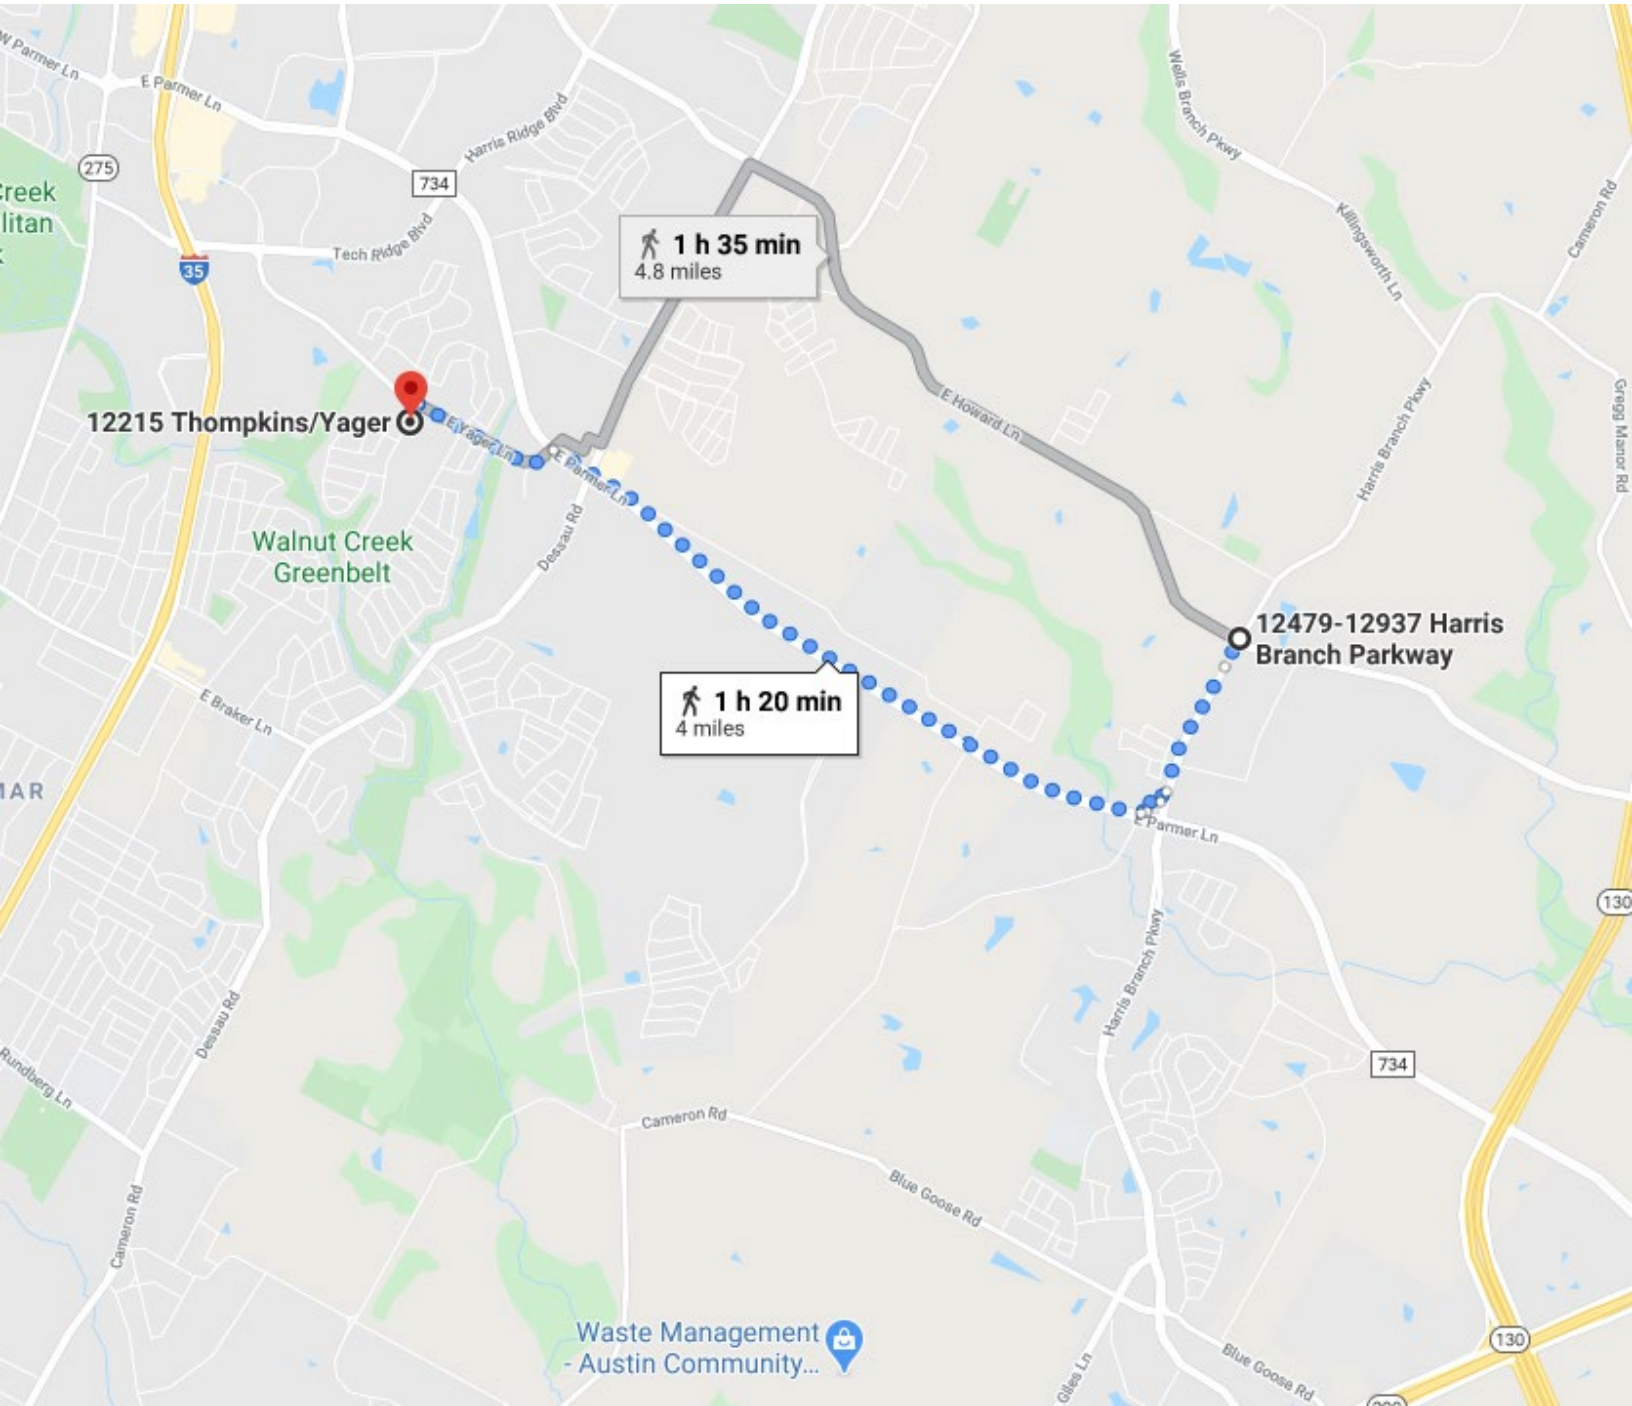 W Parmer Ln
E Parmer Ln
Harris Ridge Blvd
Wells Branch Pkwy
275
734
Creek
litan
Killingsworth Ln
Cameron Rd
Tech Ridge Blvd
35
1 h 35 min
4.8 miles
12215 Thompkins/Yager
E Yager Ln
E Howard Ln
Harris Branch Pkwy
Gregg Manor Rd
E Parmer Ln
Dessau Rd
Walnut Creek
Greenbelt
12479-12937 Harris
Branch Parkway
1 h 20 min
4 miles
E Braker Ln
MAR
E Parmer Ln
130
Harris Branch Pkwy
Dessau Rd
Rundberg Ln
734
Cameron Rd
Blue Goose Rd
Cameron Rd
Waste Management
- Austin Community...
130
Blue Goose Rd
Giles Ln